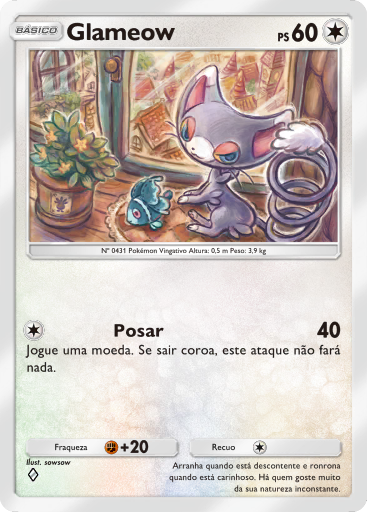 BÁSICO Glameow PS 60
Nº 0431 Pokémon Vingativo Altura: 0,5 m Peso: 3,9 kg
Posar 40
Jogue uma moeda. Se sair coroa, este ataque não fará
nada.
Fraqueza +20 Recuo
Ilust. sowsow
Arranha quando está descontente e ronrona
quando está carinhoso. Há quem goste muito
da sua natureza inconstante.